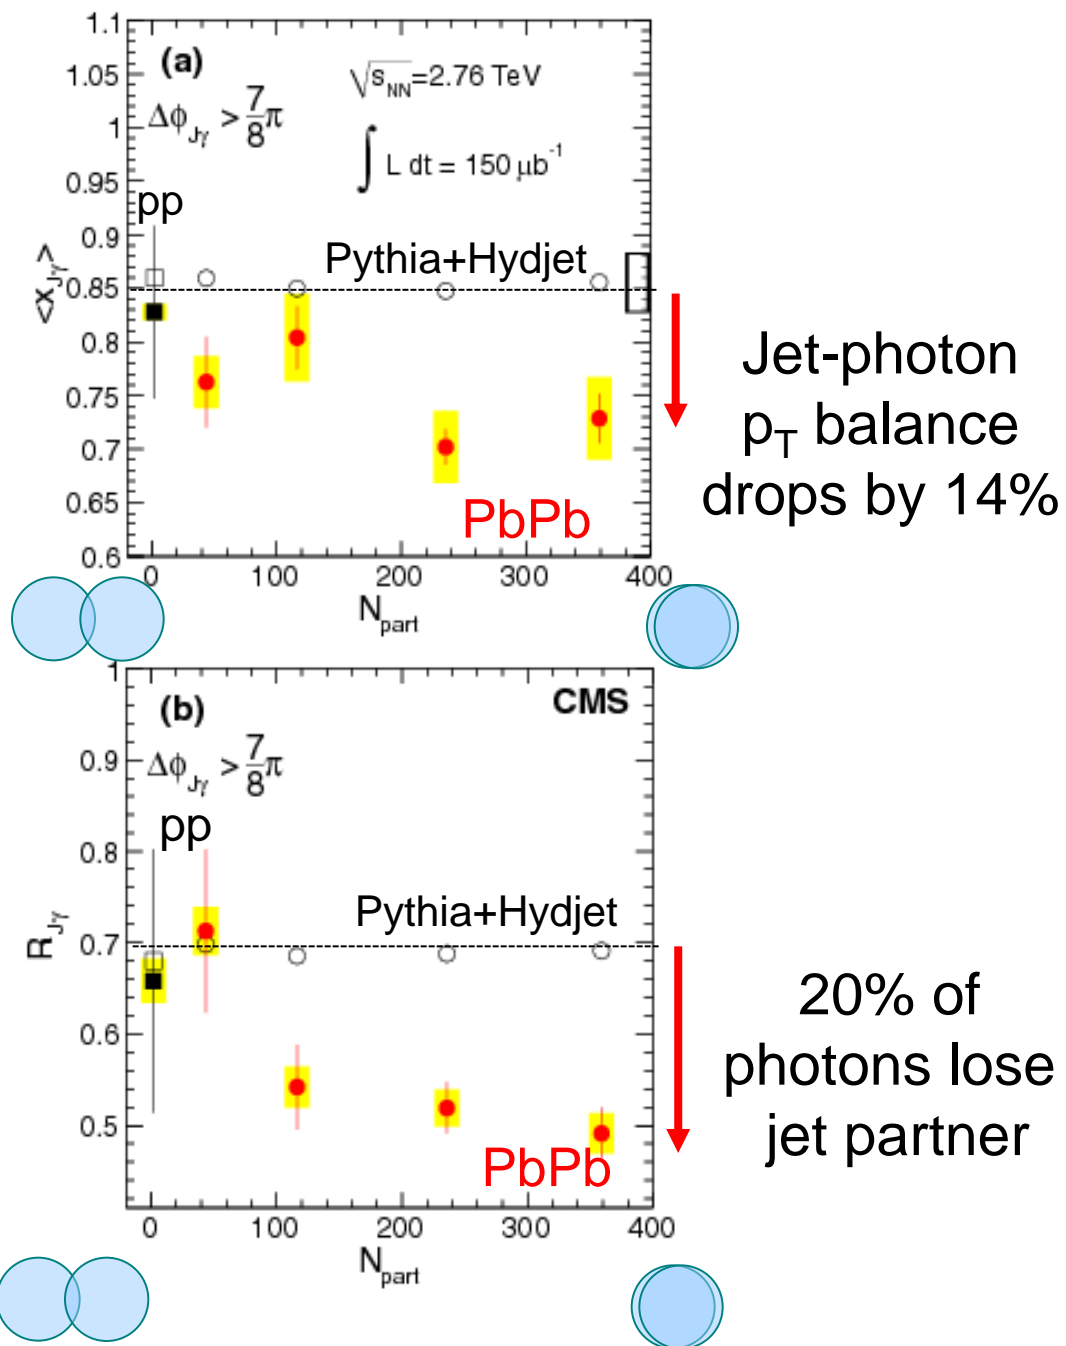 (a)
√s_NN=2.76 TeV
Δϕ_Jγ > 7/8 π
∫ L dt = 150 μb^-1
pp
Pythia+Hydjet
PbPb
<x_Jγ>
1.1
1.05
1
0.95
0.9
0.85
0.8
0.75
0.7
0.65
0.6
0 100 200 300 400
N_part
Jet-photon
p_T balance
drops by 14%
(b)
CMS
Δϕ_Jγ > 7/8 π
pp
Pythia+Hydjet
PbPb
R_Jγ
1
0.9
0.8
0.7
0.6
0.5
0 100 200 300 400
N_part
20% of
photons lose
jet partner